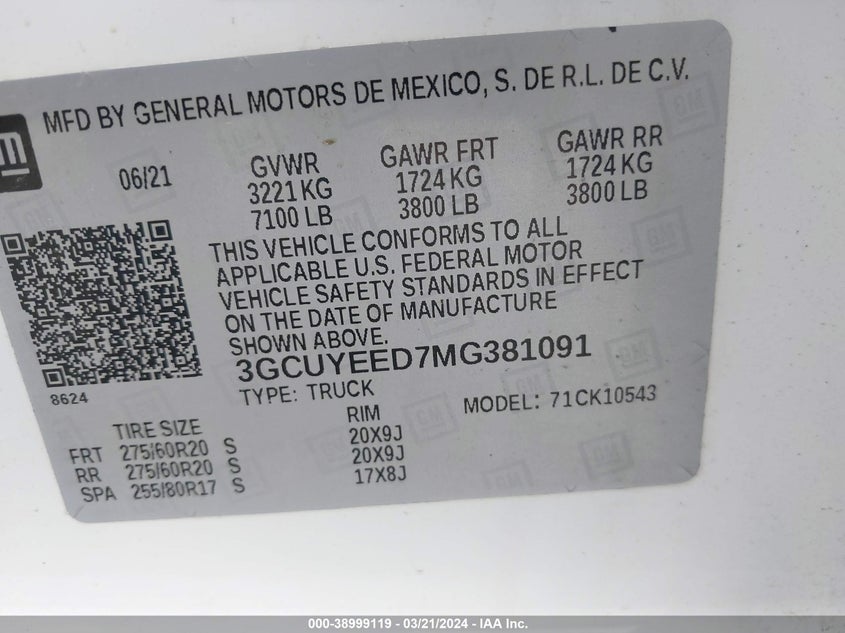 MFD BY GENERAL MOTORS DE MEXICO, S. DE R.L. DE C.V.
06/21
GVWR
3221 KG
7100 LB
GAWR FRT
1724 KG
3800 LB
GAWR RR
1724 KG
3800 LB
THIS VEHICLE CONFORMS TO ALL
APPLICABLE U.S. FEDERAL MOTOR
VEHICLE SAFETY STANDARDS IN EFFECT
ON THE DATE OF MANUFACTURE
SHOWN ABOVE.
3GCUYEED7MG381091
8624
TYPE: TRUCK
MODEL: 71CK10543
TIRE SIZE RIM
FRT 275/60R20 S 20X9J
RR 275/60R20 S 20X9J
SPA 255/80R17 S 17X8J
000-38999119 / 03/21/2024 - IAA Inc.